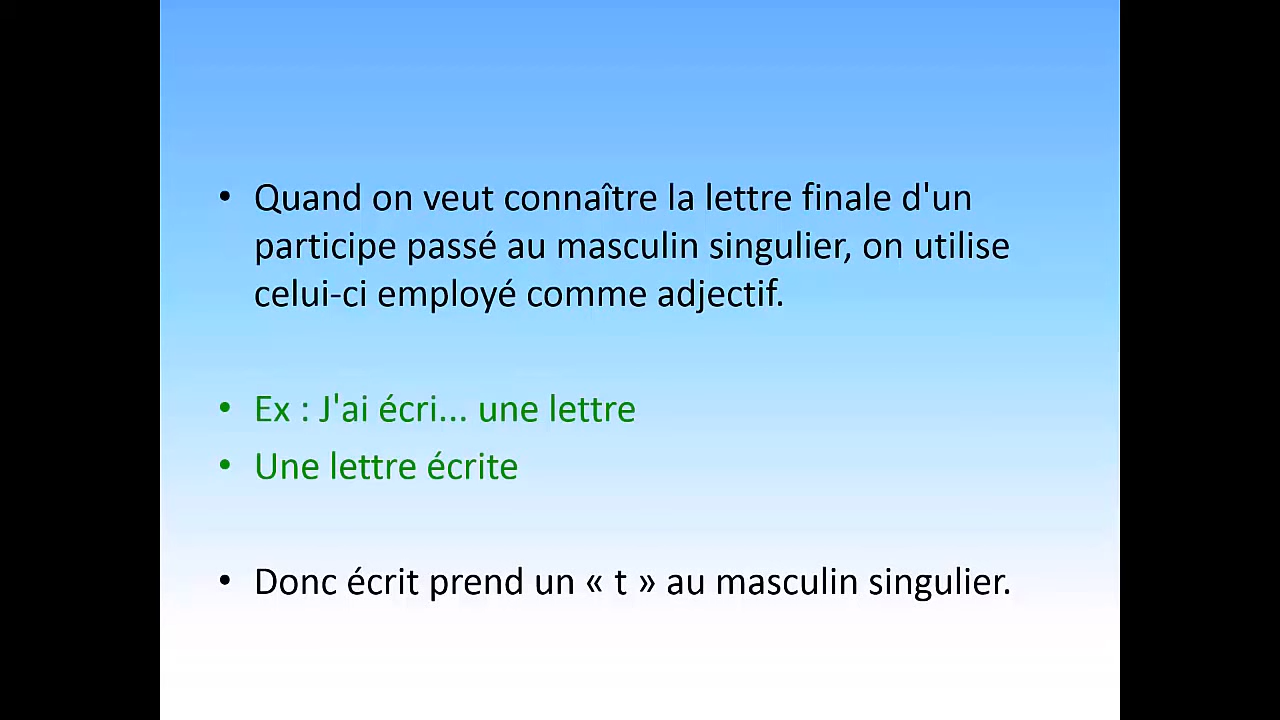 • Quand on veut connaître la lettre finale d'un
participe passé au masculin singulier, on utilise
celui-ci employé comme adjectif.
• Ex : J'ai écri... une lettre
• Une lettre écrite
• Donc écrit prend un « t » au masculin singulier.